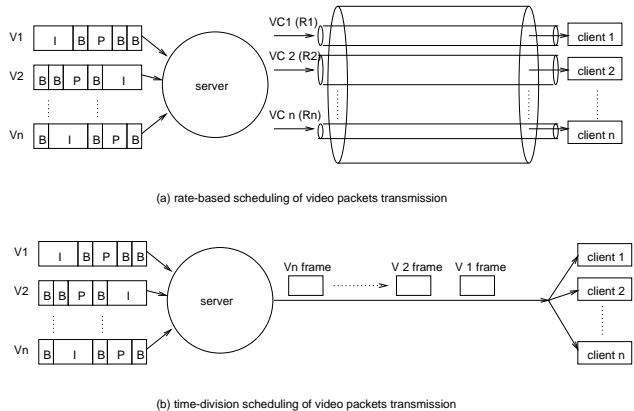 V1 I B P B B
V2 B B P B I
Vn B I B P B
server
VC1 (R1)
VC 2 (R2)
VC n (Rn)
client 1
client 2
client n
(a) rate-based scheduling of video packets transmission
V1 I B P B B
V2 B B P B I
Vn B I B P B
server
Vn frame V 2 frame V 1 frame
client 1
client 2
client n
(b) time-division scheduling of video packets transmission